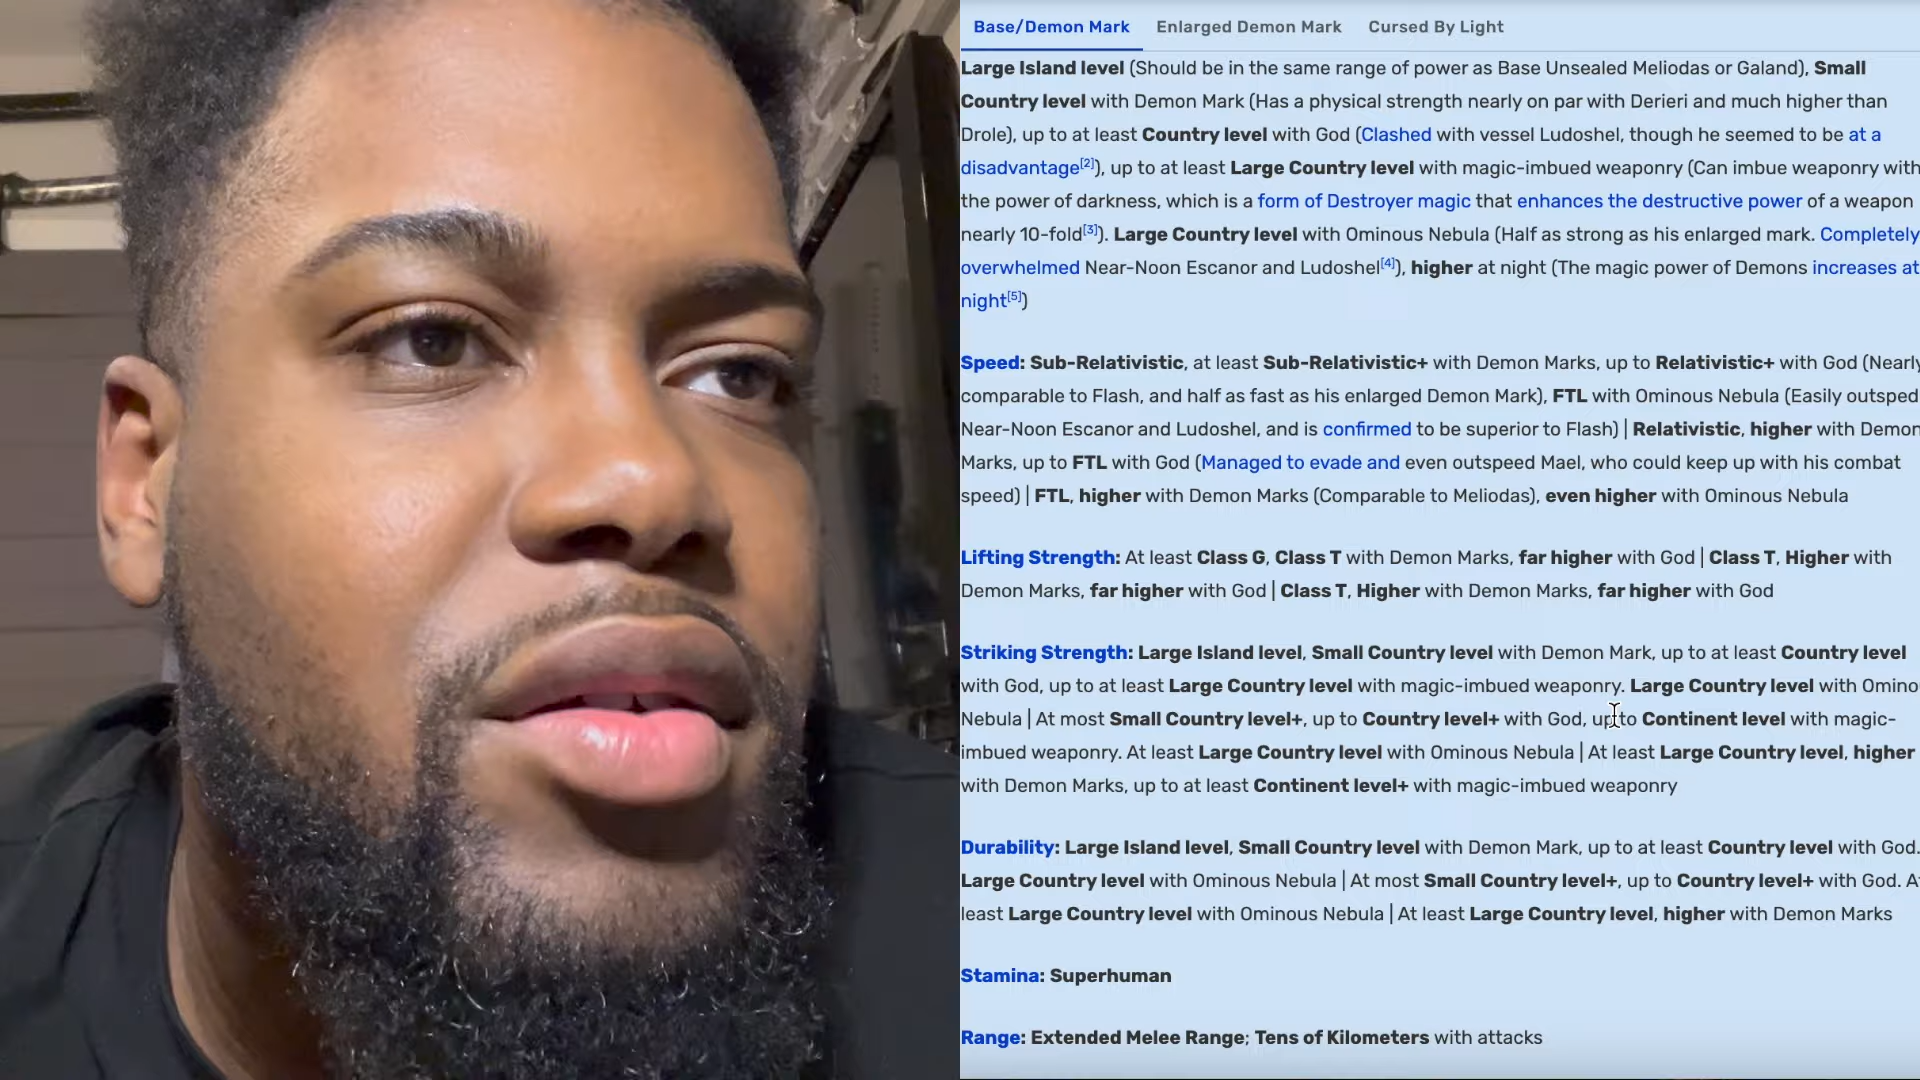 Base/Demon Mark Enlarged Demon Mark Cursed By Light
Large Island level (Should be in the same range of power as Base Unsealed Meliodas or Galand), Small
Country level with Demon Mark (Has a physical strength nearly on par with Derieri and much higher than
Drole), up to at least Country level with God (Clashed with vessel Ludoshel, though he seemed to be at a
disadvantage[2]), up to at least Large Country level with magic-imbued weaponry (Can imbue weaponry with
the power of darkness, which is a form of Destroyer magic that enhances the destructive power of a weapon
nearly 10-fold[3]). Large Country level with Ominous Nebula (Half as strong as his enlarged mark. Completely
overwhelmed Near-Noon Escanor and Ludoshel[4]), higher at night (The magic power of Demons increases at
night[5])
Speed: Sub-Relativistic, at least Sub-Relativistic+ with Demon Marks, up to Relativistic+ with God (Nearly
comparable to Flash, and half as fast as his enlarged Demon Mark), FTL with Ominous Nebula (Easily outsped
Near-Noon Escanor and Ludoshel, and is confirmed to be superior to Flash) | Relativistic, higher with Demon
Marks, up to FTL with God (Managed to evade and even outspeed Mael, who could keep up with his combat
speed) | FTL, higher with Demon Marks (Comparable to Meliodas), even higher with Ominous Nebula
Lifting Strength: At least Class G, Class T with Demon Marks, far higher with God | Class T, Higher with
Demon Marks, far higher with God | Class T, Higher with Demon Marks, far higher with God
Striking Strength: Large Island level, Small Country level with Demon Mark, up to at least Country level
with God, up to at least Large Country level with magic-imbued weaponry. Large Country level with Omino
Nebula | At most Small Country level+, up to Country level+ with God, up to Continent level with magic-
imbued weaponry. At least Large Country level with Ominous Nebula | At least Large Country level, higher
with Demon Marks, up to at least Continent level+ with magic-imbued weaponry
Durability: Large Island level, Small Country level with Demon Mark, up to at least Country level with God.
Large Country level with Ominous Nebula | At most Small Country level+, up to Country level+ with God. At
least Large Country level with Ominous Nebula | At least Large Country level, higher with Demon Marks
Stamina: Superhuman
Range: Extended Melee Range; Tens of Kilometers with attacks